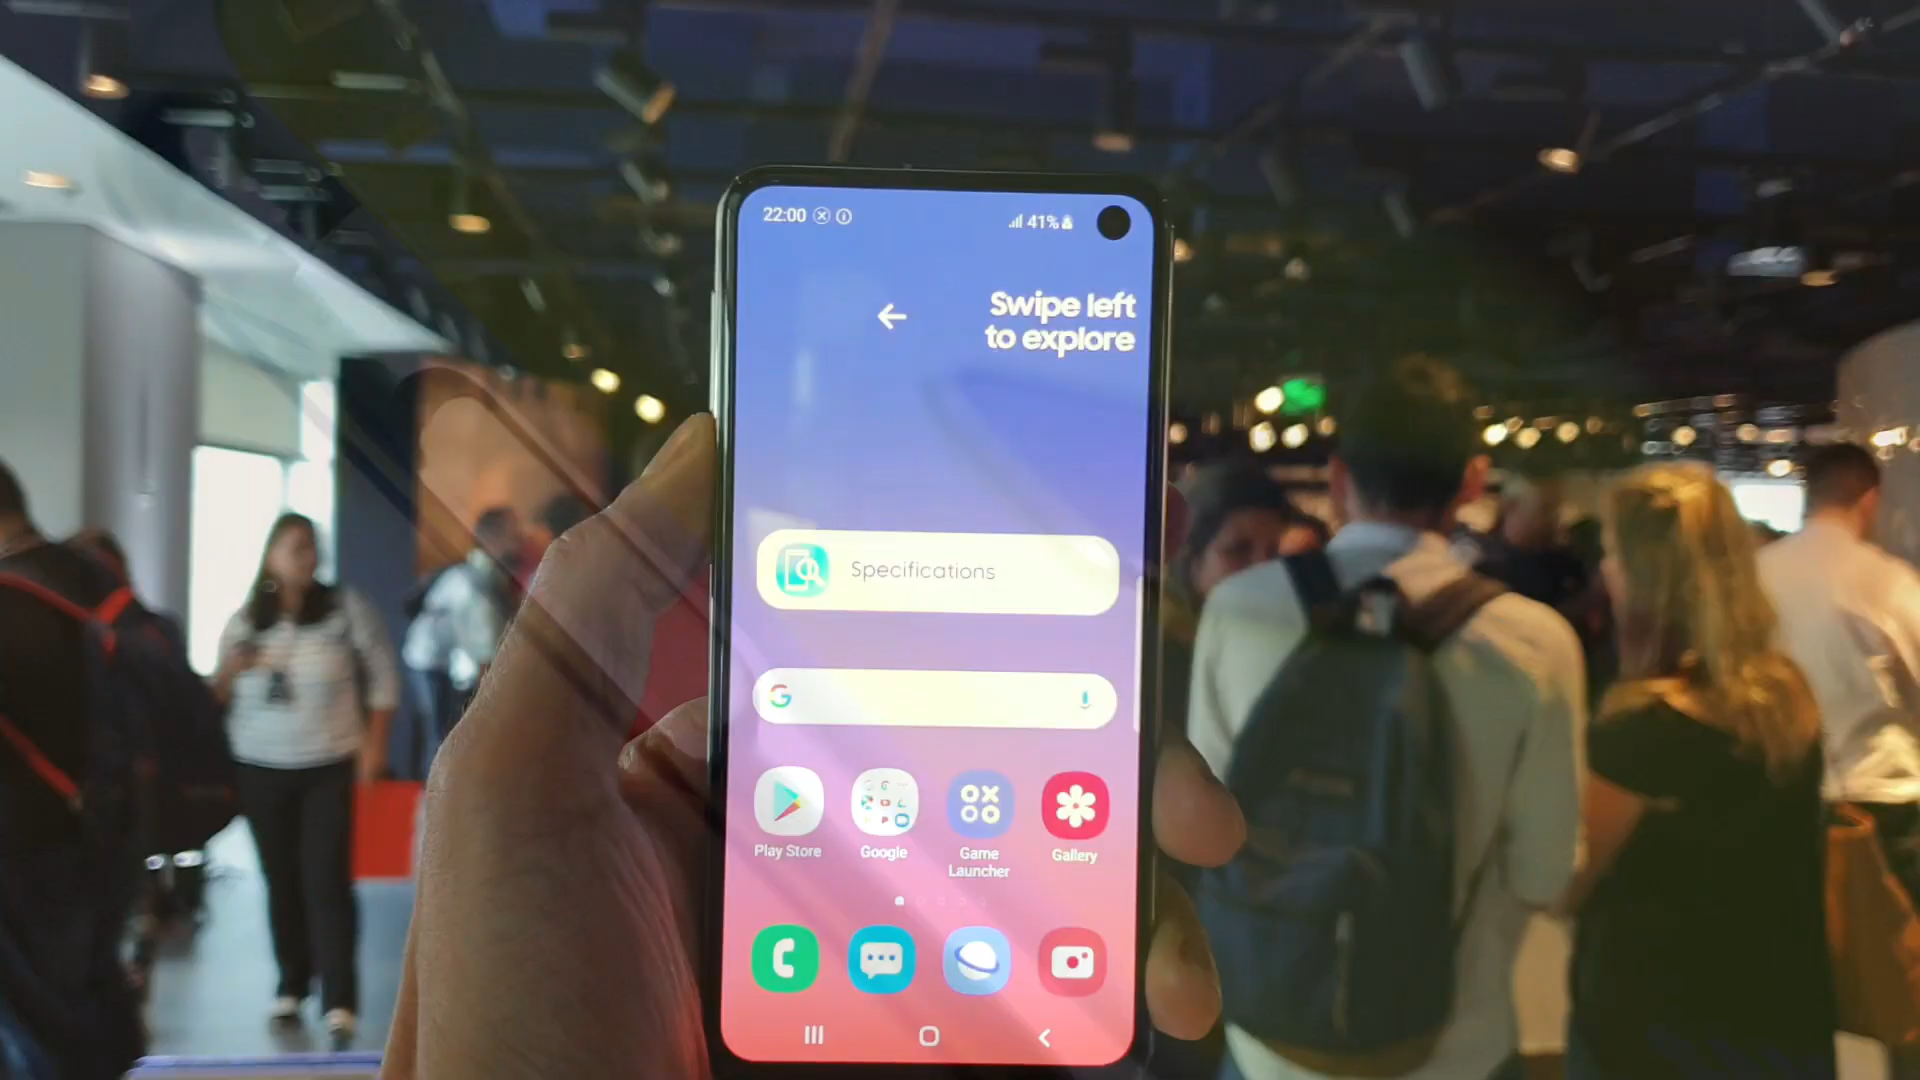 22:00
41%
Swipe left
to explore
Specifications
Play Store
Google
Game
Launcher
Gallery